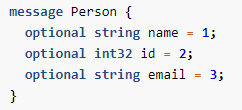 message Person {
  optional string name = 1;
  optional int32 id = 2;
  optional string email = 3;
}